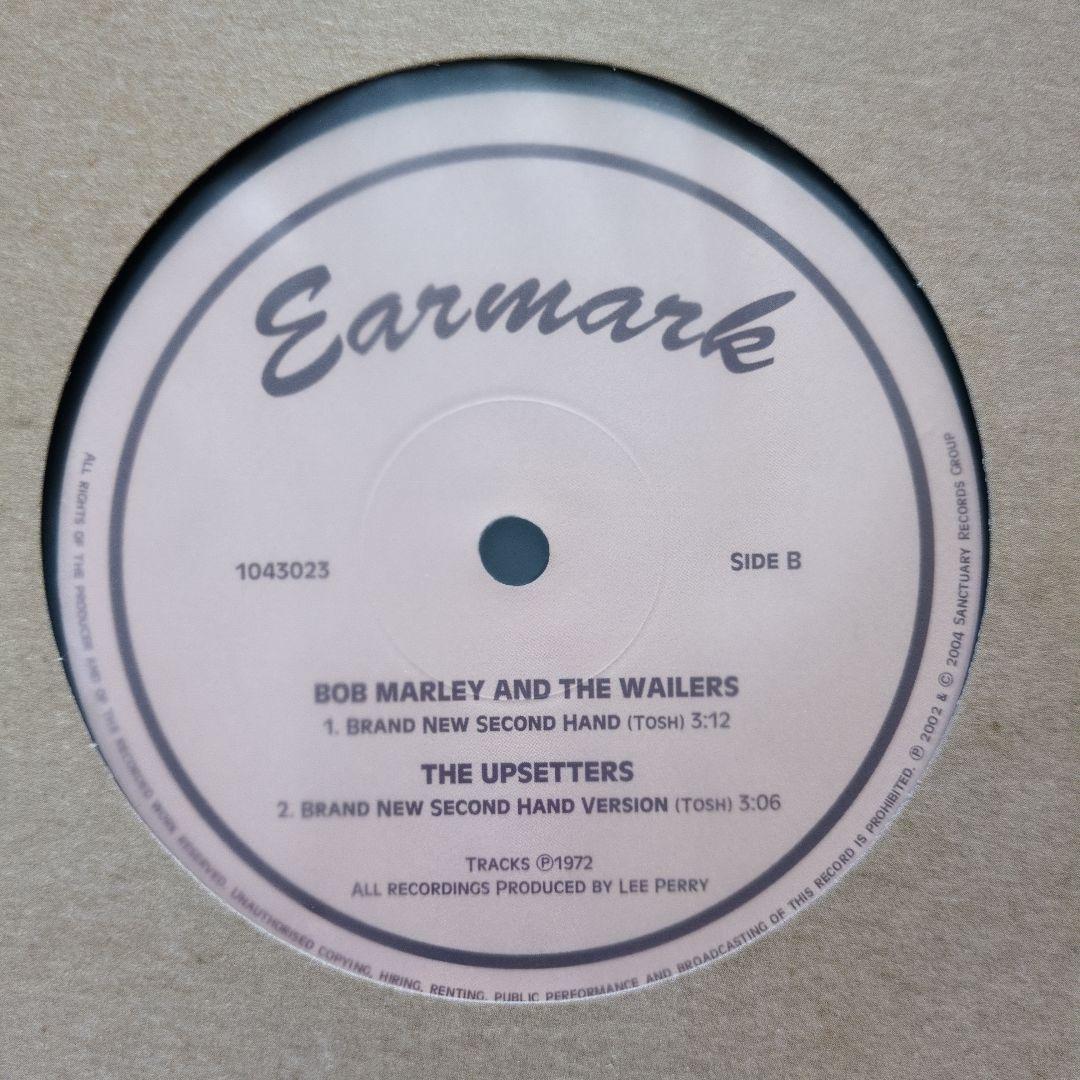 Earmark
1043023
SIDE B
BOB MARLEY AND THE WAILERS
1. BRAND NEW SECOND HAND (TOSH) 3:12
THE UPSETTERS
2. BRAND NEW SECOND HAND VERSION (TOSH) 3:06
TRACKS ℗1972
ALL RECORDINGS PRODUCED BY LEE PERRY
ALL RIGHTS OF THE PRODUCER AND OF THE RECORDED WORK RESERVED. UNAUTHORISED COPYING, HIRING, RENTING, PUBLIC PERFORMANCE AND BROADCASTING OF THIS RECORD IS PROHIBITED. ℗ 2002 & © 2004 SANCTUARY RECORDS GROUP